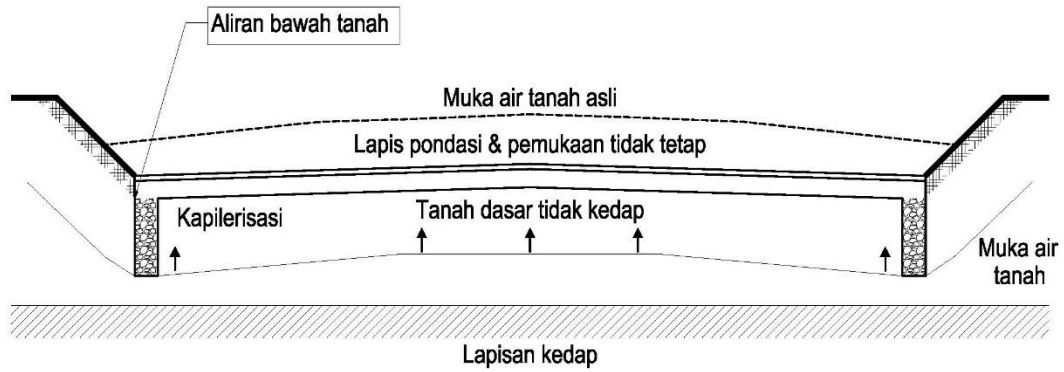 Aliran bawah tanah
Muka air tanah asli
Lapis pondasi & pemukaan tidak tetap
Kapilerisasi
Tanah dasar tidak kedap
Muka air
tanah
Lapisan kedap